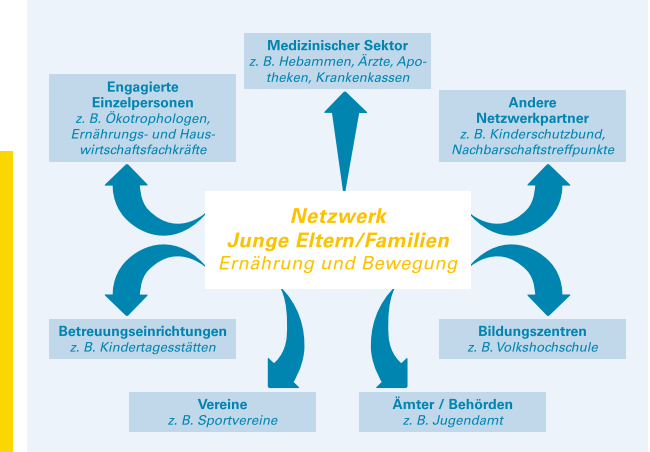 Medizinischer Sektor
z. B. Hebammen, Ärzte, Apo-
theken, Krankenkassen
Engagierte
Einzelpersonen
z. B. Ökotrophologen,
Ernährungs- und Haus-
wirtschaftsfachkräfte
Andere
Netzwerkpartner
z. B. Kinderschutzbund,
Nachbarschaftstreffpunkte
Netzwerk
Junge Eltern/Familien
Ernährung und Bewegung
Betreuungseinrichtungen
z. B. Kindertagesstätten
Bildungszentren
z. B. Volkshochschule
Vereine
z. B. Sportvereine
Ämter / Behörden
z. B. Jugendamt